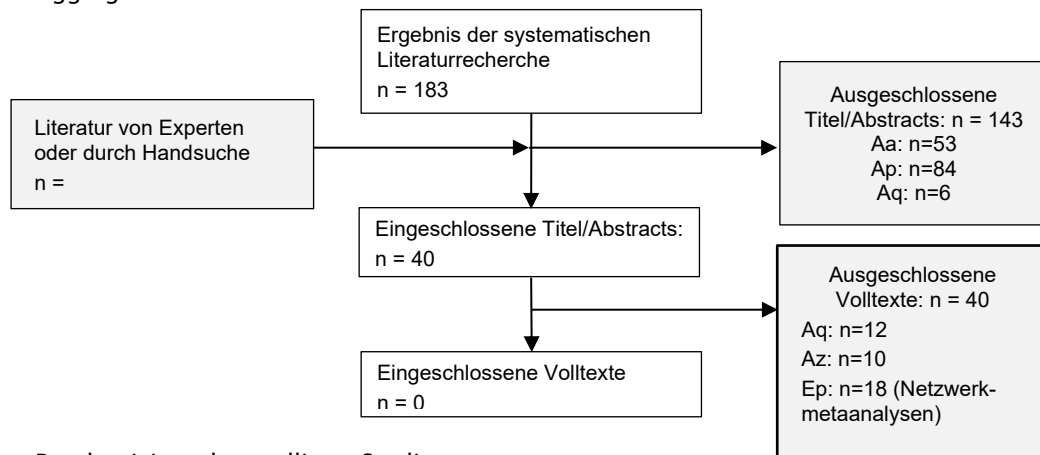 Ergebnis der systematischen
Literaturrecherche
n = 183
Literatur von Experten
oder durch Handsuche
n =
Ausgeschlossene
Titel/Abstracts: n = 143
Aa: n=53
Ap: n=84
Aq: n=6
Eingeschlossene Titel/Abstracts:
n = 40
Ausgeschlossene
Volltexte: n = 40
Aq: n=12
Az: n=10
Ep: n=18 (Netzwerk-
metaanalysen)
Eingeschlossene Volltexte
n = 0